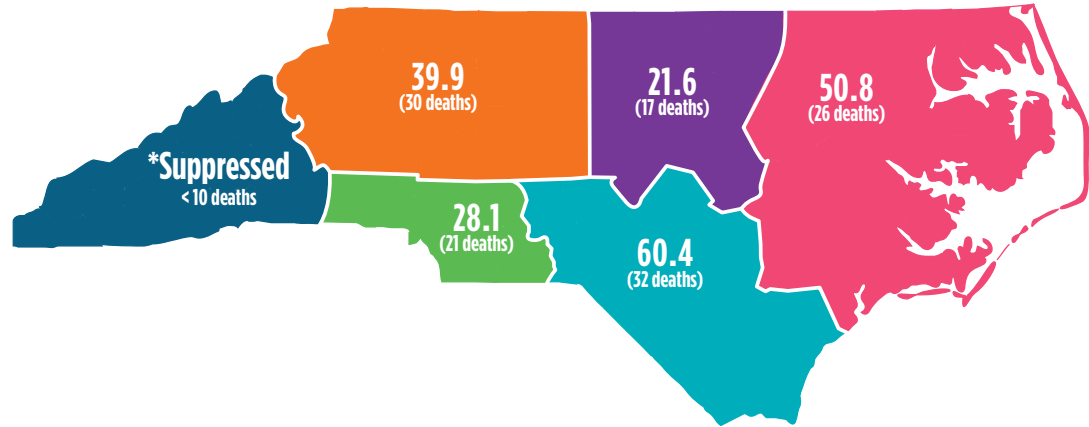 39.9
(30 deaths)
21.6
(17 deaths)
50.8
(26 deaths)
*Suppressed
< 10 deaths
28.1
(21 deaths)
60.4
(32 deaths)